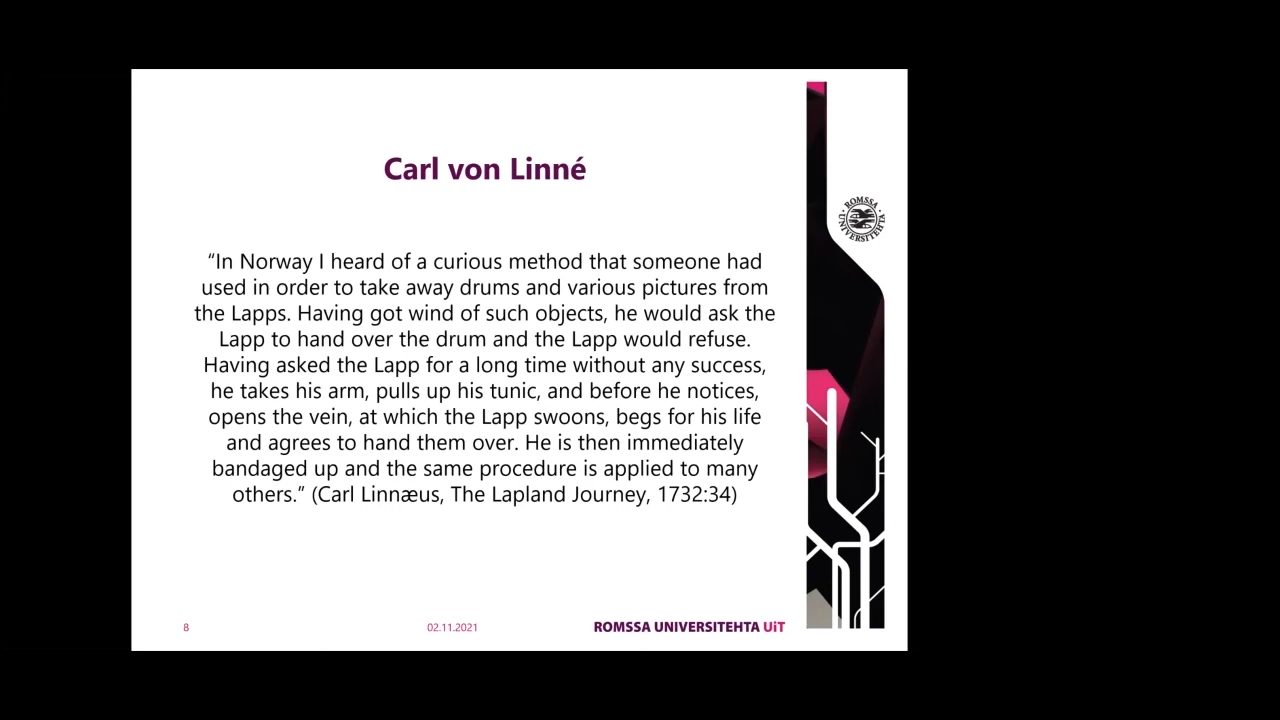 Carl von Linné
“In Norway I heard of a curious method that someone had
used in order to take away drums and various pictures from
the Lapps. Having got wind of such objects, he would ask the
Lapp to hand over the drum and the Lapp would refuse.
Having asked the Lapp for a long time without any success,
he takes his arm, pulls up his tunic, and before he notices,
opens the vein, at which the Lapp swoons, begs for his life
and agrees to hand them over. He is then immediately
bandaged up and the same procedure is applied to many
others.” (Carl Linnæus, The Lapland Journey, 1732:34)
ROMSSA
UNIVERSITEHTA
8
02.11.2021
ROMSSA UNIVERSITEHTA UiT